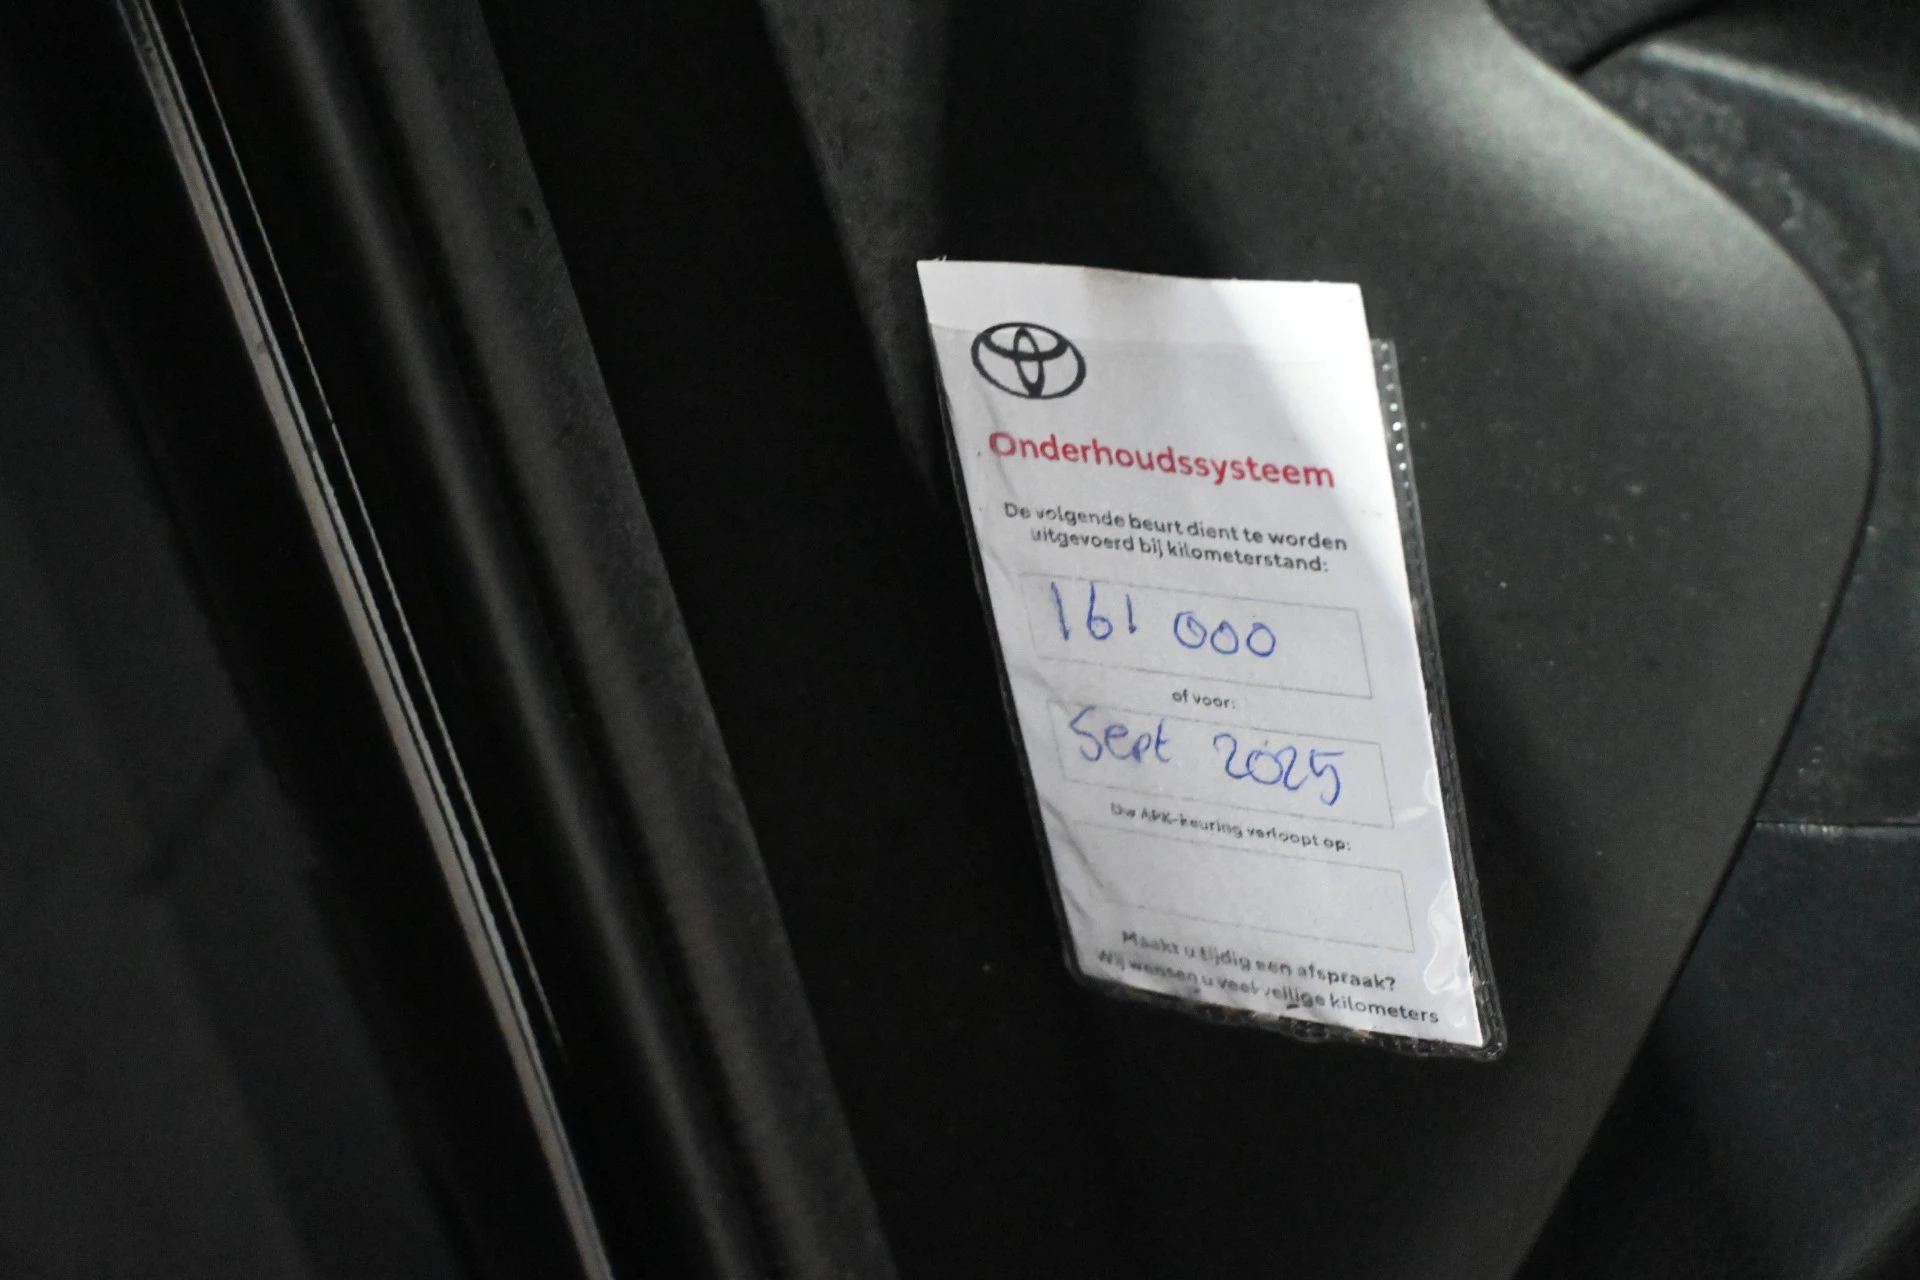 Onderhoudssysteem
De volgende beurt dient te worden
uitgevoerd bij kilometerstand:
161 000
of voor:
Sept 2025
Uw APK-keuring verloopt op:
Maakt u tijdig een afspraak?
Wij wensen u veel veilige kilometers